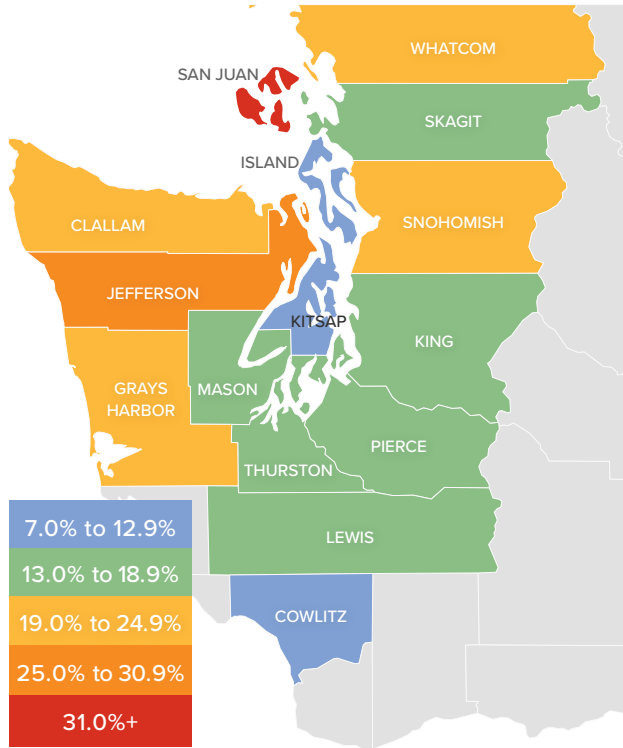 WHATCOM
SAN JUAN
SKAGIT
ISLAND
CLALLAM
SNOHOMISH
JEFFERSON
KITSAP
KING
MASON
GRAYS
HARBOR
PIERCE
THURSTON
LEWIS
COWLITZ
7.0% to 12.9%
13.0% to 18.9%
19.0% to 24.9%
25.0% to 30.9%
31.0%+